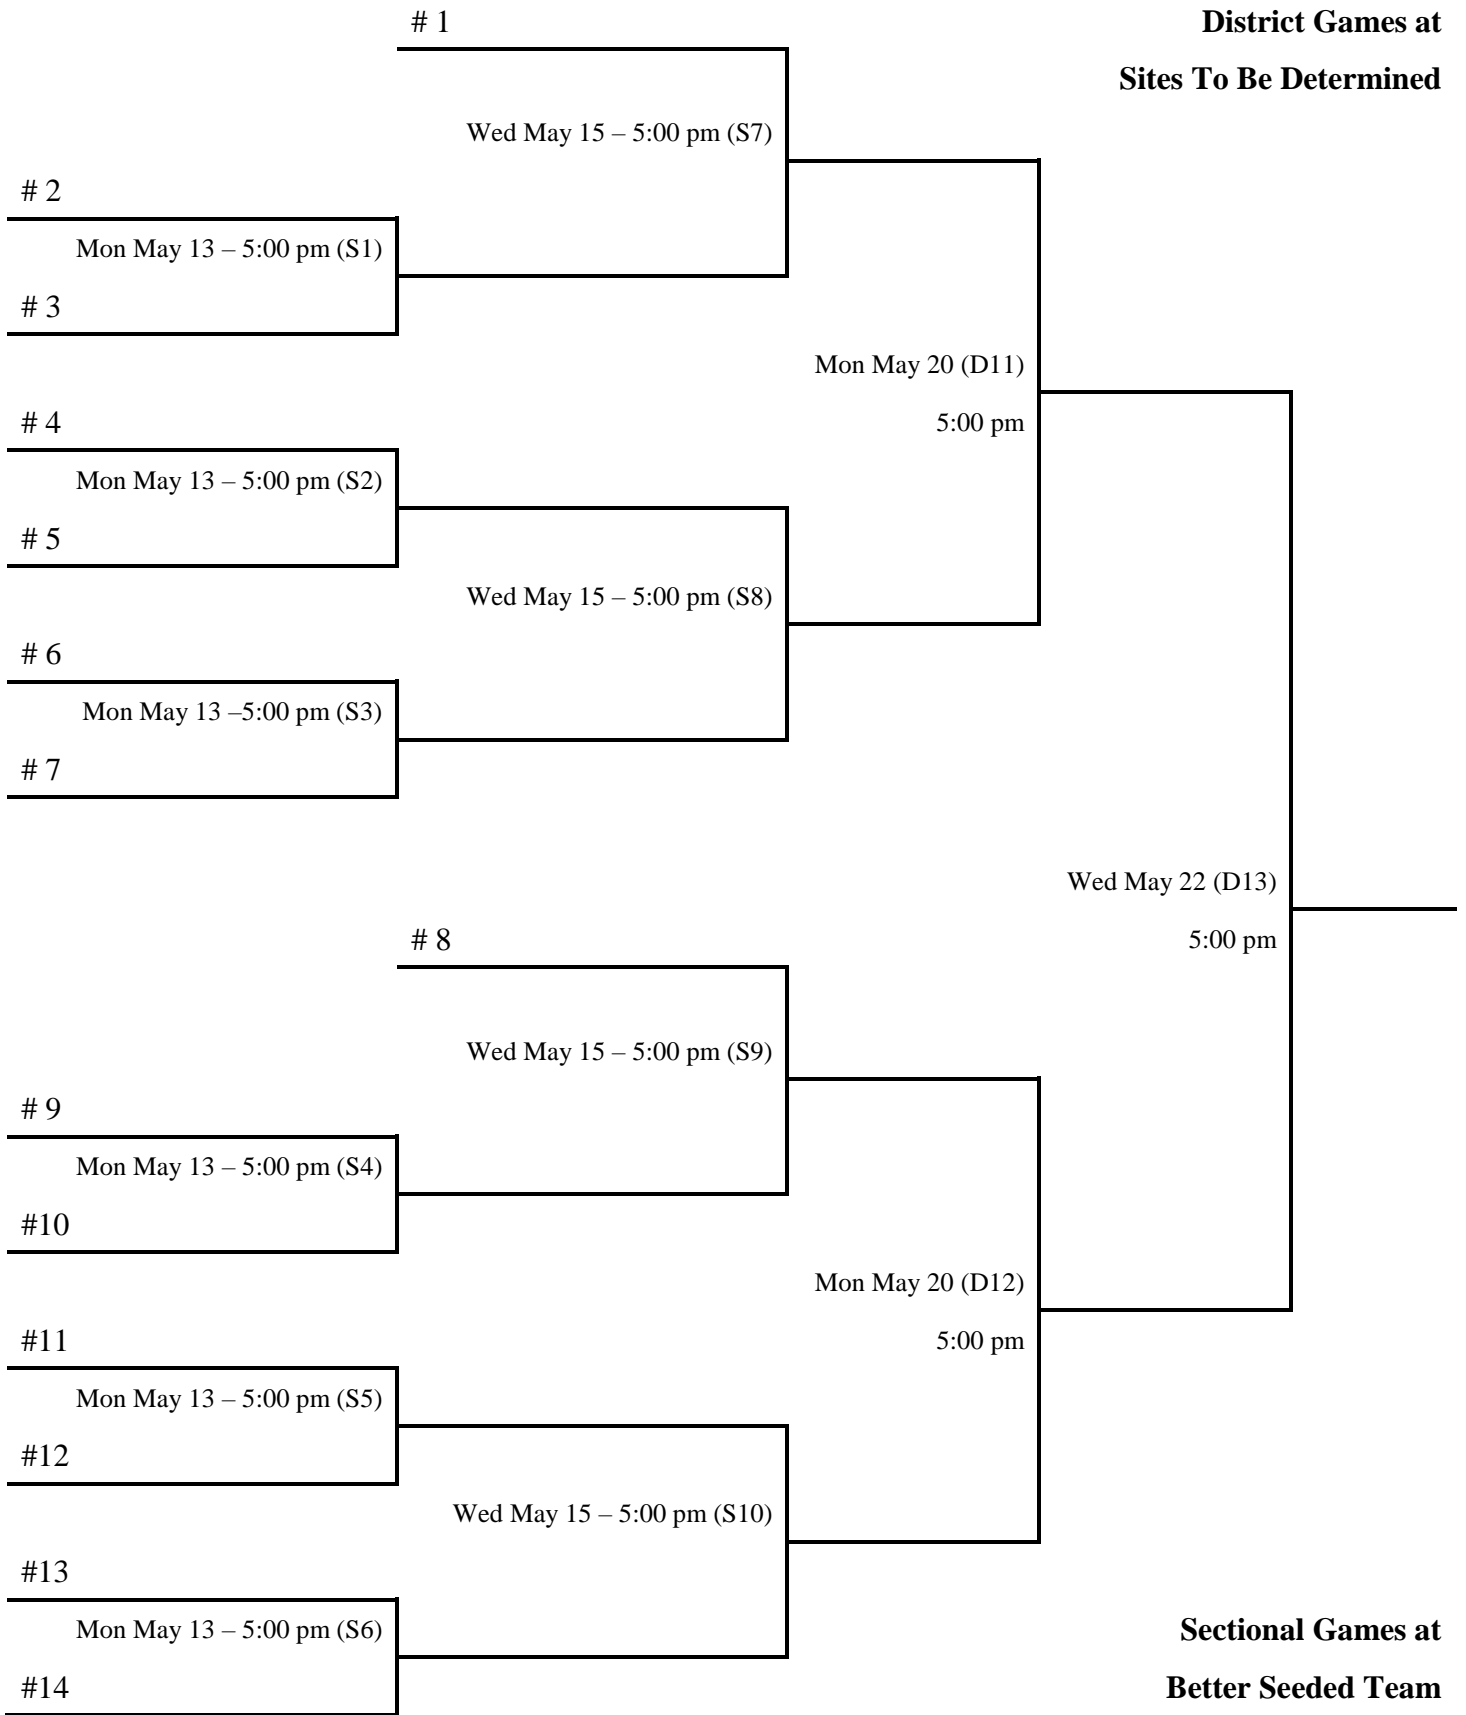 # 1
District Games at
Sites To Be Determined
Wed May 15 – 5:00 pm (S7)
# 2
Mon May 13 – 5:00 pm (S1)
# 3
Mon May 20 (D11)
# 4
5:00 pm
Mon May 13 – 5:00 pm (S2)
# 5
Wed May 15 – 5:00 pm (S8)
# 6
Mon May 13 –5:00 pm (S3)
# 7
Wed May 22 (D13)
# 8
5:00 pm
Wed May 15 – 5:00 pm (S9)
# 9
Mon May 13 – 5:00 pm (S4)
#10
Mon May 20 (D12)
#11
5:00 pm
Mon May 13 – 5:00 pm (S5)
#12
Wed May 15 – 5:00 pm (S10)
#13
Mon May 13 – 5:00 pm (S6)
Sectional Games at
#14
Better Seeded Team